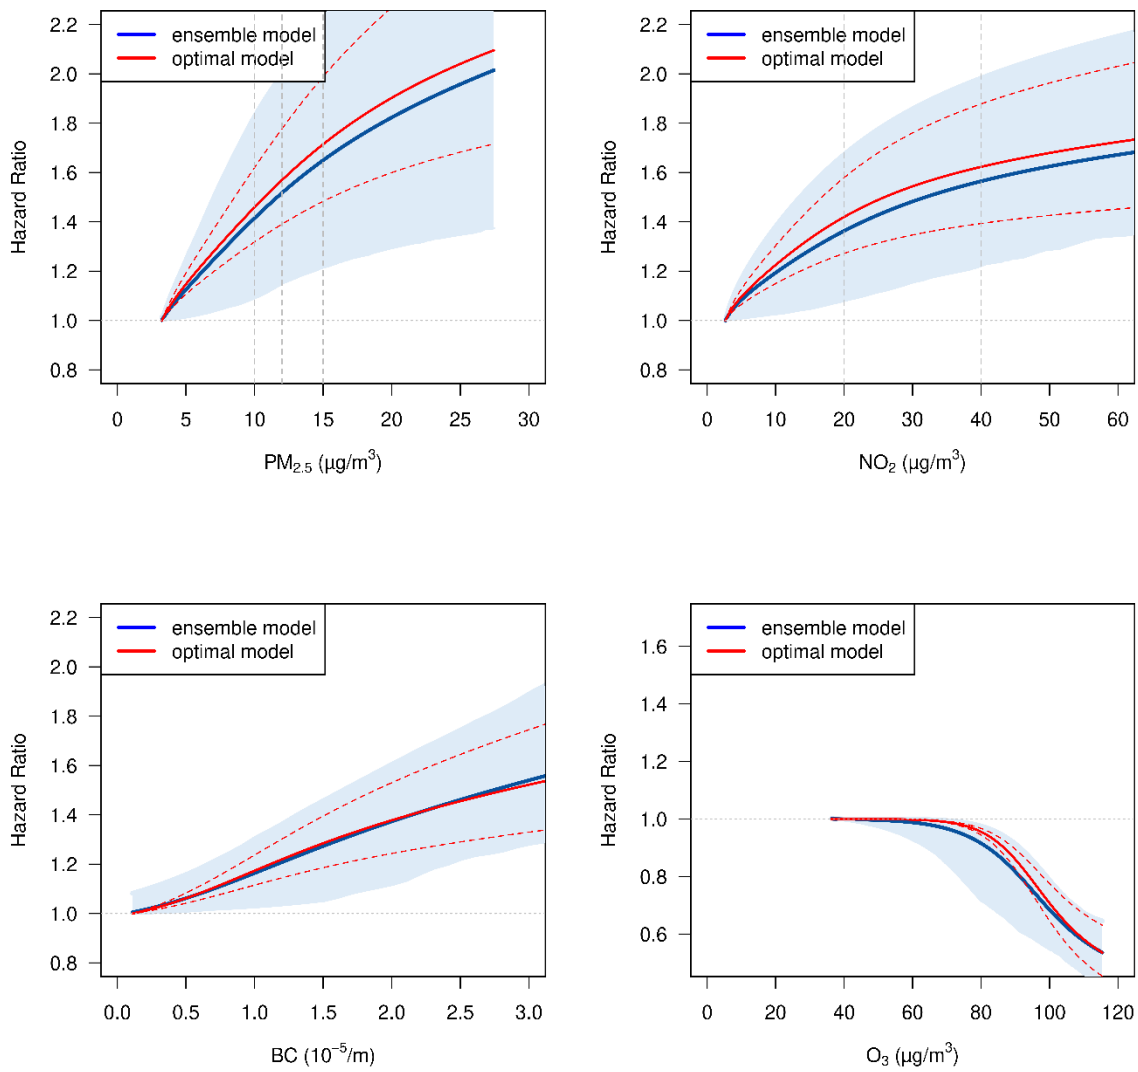 2.2
2.0
1.8
1.6
1.4
1.2
1.0
0.8
Hazard Ratio
ensemble model
optimal model
0 5 10 15 20 25 30
PM2.5 (µg/m³)
2.2
2.0
1.8
1.6
1.4
1.2
1.0
0.8
Hazard Ratio
ensemble model
optimal model
0 10 20 30 40 50 60
NO2 (µg/m³)
2.2
2.0
1.8
1.6
1.4
1.2
1.0
0.8
Hazard Ratio
ensemble model
optimal model
0.0 0.5 1.0 1.5 2.0 2.5 3.0
BC (10⁻⁵/m)
1.6
1.4
1.2
1.0
0.8
0.6
Hazard Ratio
ensemble model
optimal model
0 20 40 60 80 100 120
O3 (µg/m³)